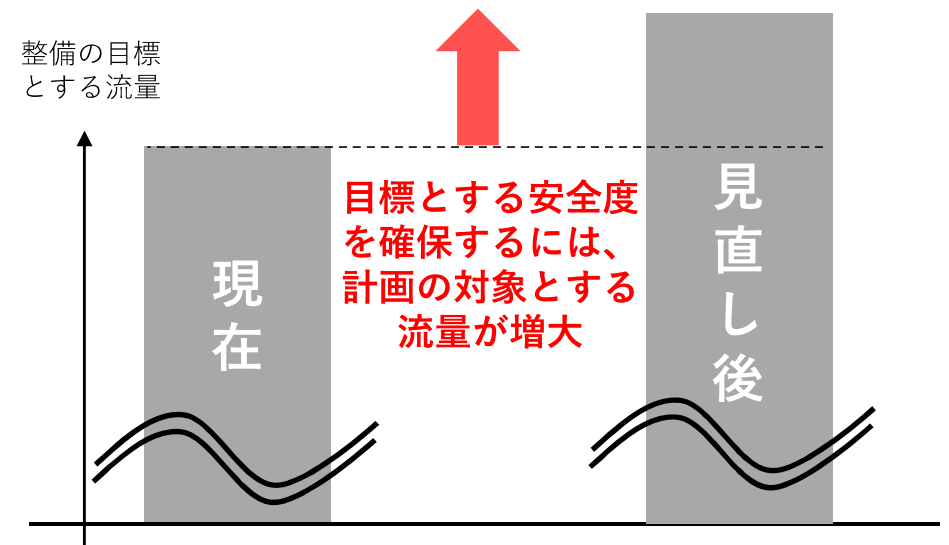 整備の目標
とする流量
現在
目標とする安全度
を確保するには、
計画の対象とする
流量が増大
見直し後